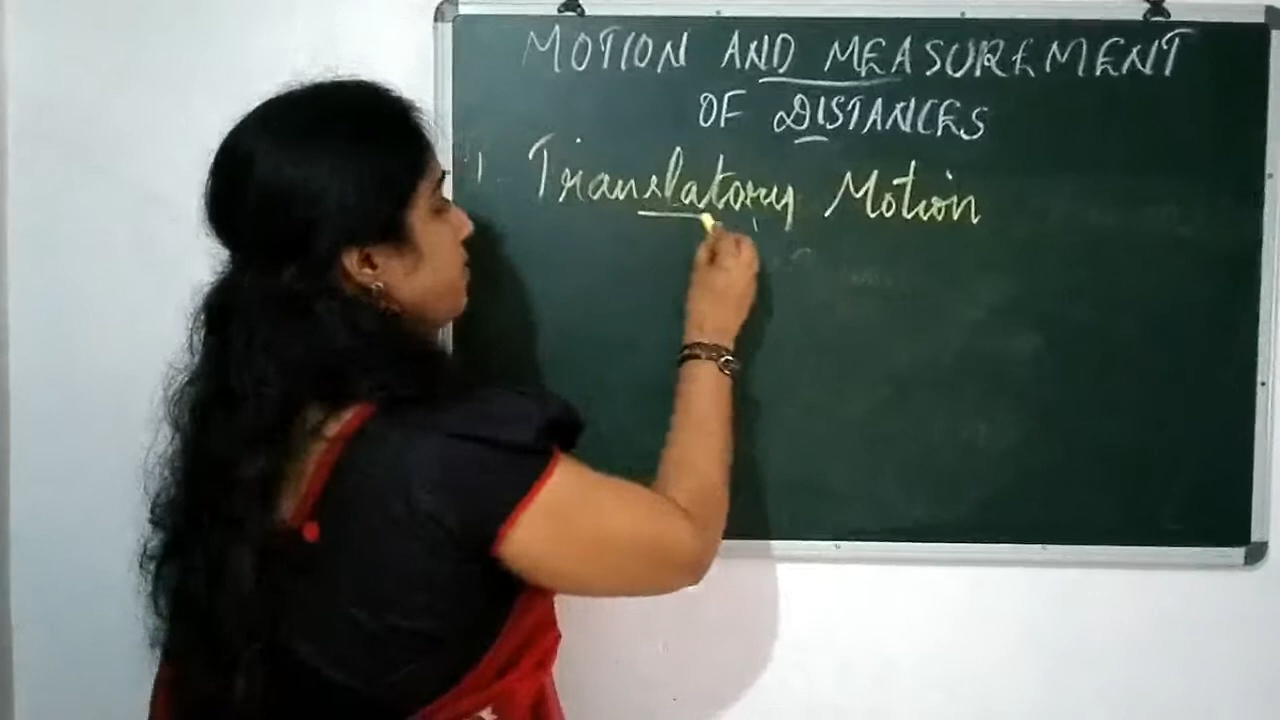 MOTION AND MEASUREMENT
OF DISTANCES
1 Translatory Motion